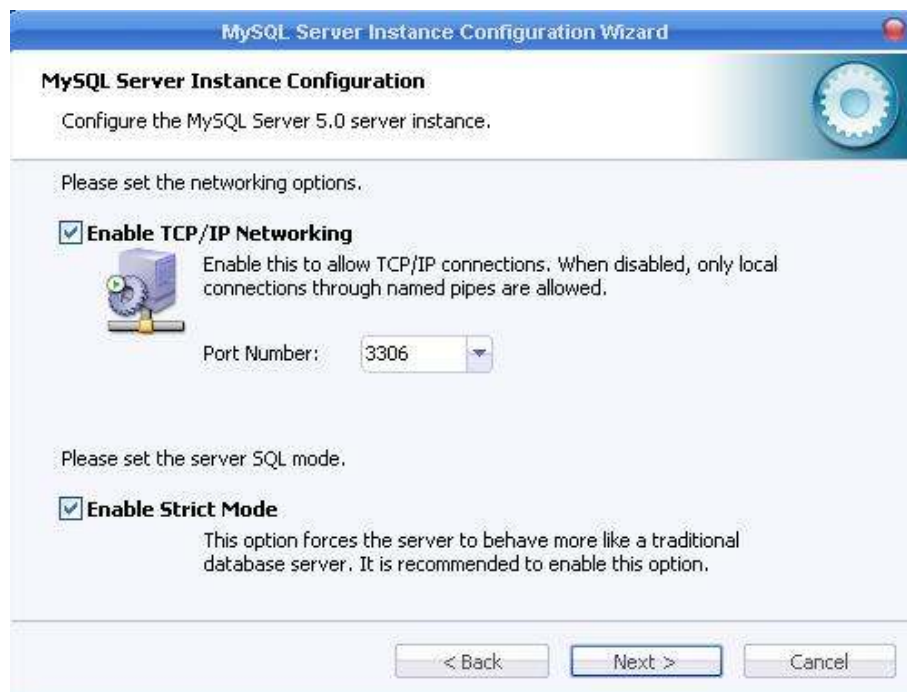 MySQL Server Instance Configuration Wizard
MySQL Server Instance Configuration
Configure the MySQL Server 5.0 server instance.
Please set the networking options.
Enable TCP/IP Networking
Enable this to allow TCP/IP connections. When disabled, only local
connections through named pipes are allowed.
Port Number: 3306
Please set the server SQL mode.
Enable Strict Mode
This option forces the server to behave more like a traditional
database server. It is recommended to enable this option.
< Back Next > Cancel